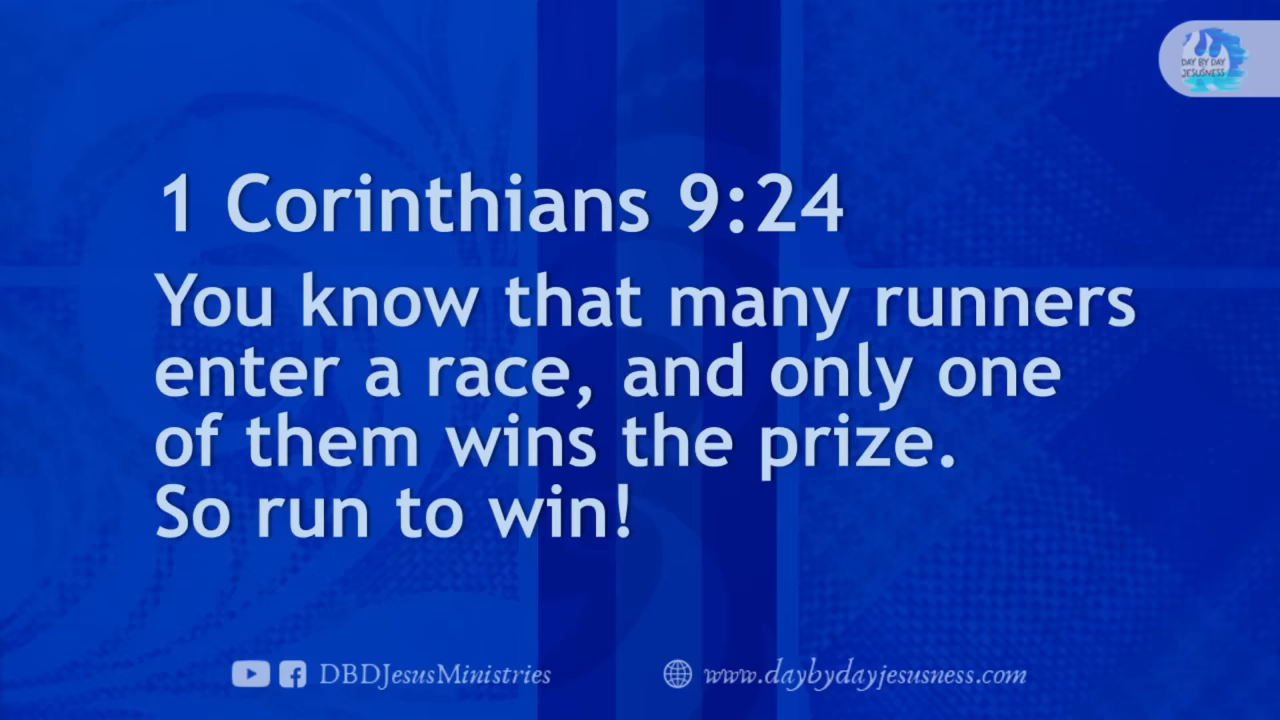 DAY BY DAY
JESUSNESS
1 Corinthians 9:24
You know that many runners
enter a race, and only one
of them wins the prize.
So run to win!
DBDJesusMinistries
www.daybydayjesusness.com